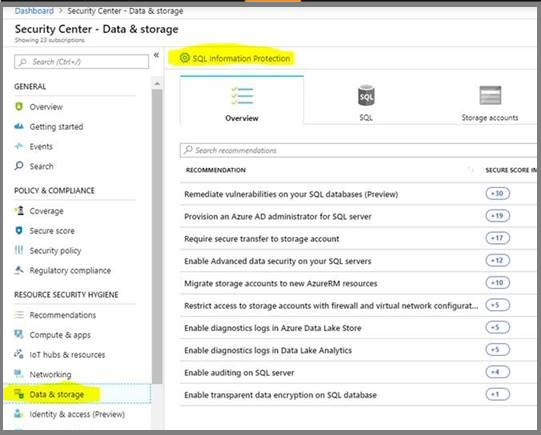 Dashboard > Security Center - Data & storage
Security Center - Data & storage
Showing 23 subscriptions
Search (Ctrl+/)
«
GENERAL
Overview
Getting started
Events
Search
POLICY & COMPLIANCE
Coverage
Secure score
Security policy
Regulatory compliance
RESOURCE SECURITY HYGIENE
Recommendations
Compute & apps
IoT hubs & resources
Networking
Data & storage
Identity & access (Preview)
SQL Information Protection
Overview
SQL
SQL
Storage accounts
Search recommendations
RECOMMENDATION SECURE SCORE IM
Remediate vulnerabilities on your SQL databases (Preview) +30
Provision an Azure AD administrator for SQL server +19
Require secure transfer to storage account +17
Enable Advanced data security on your SQL servers +12
Migrate storage accounts to new AzureRM resources +10
Restrict access to storage accounts with firewall and virtual network configurat... +5
Enable diagnostics logs in Azure Data Lake Store +5
Enable diagnostics logs in Data Lake Analytics +5
Enable auditing on SQL server +4
Enable transparent data encryption on SQL database +1